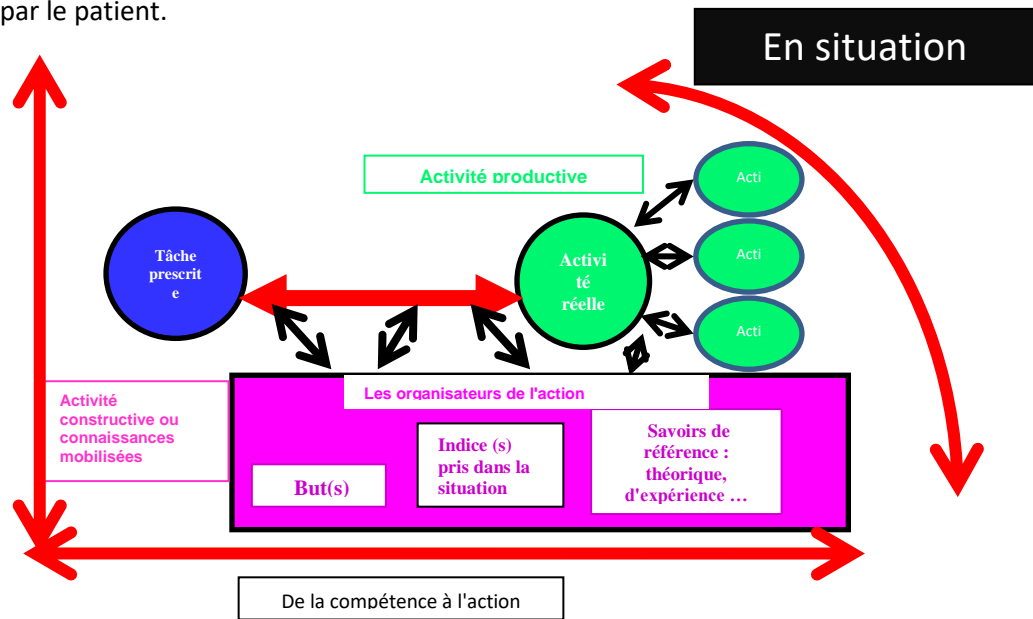 par le patient.
En situation
Activité productive
Acti
Tâche
prescrit
e
Activi
té
réelle
Acti
Acti
Les organisateurs de l'action
Activité
constructive ou
connaissances
mobilisées
Indice (s)
pris dans la
situation
Savoirs de
référence :
théorique,
d'expérience …
But(s)
De la compétence à l'action